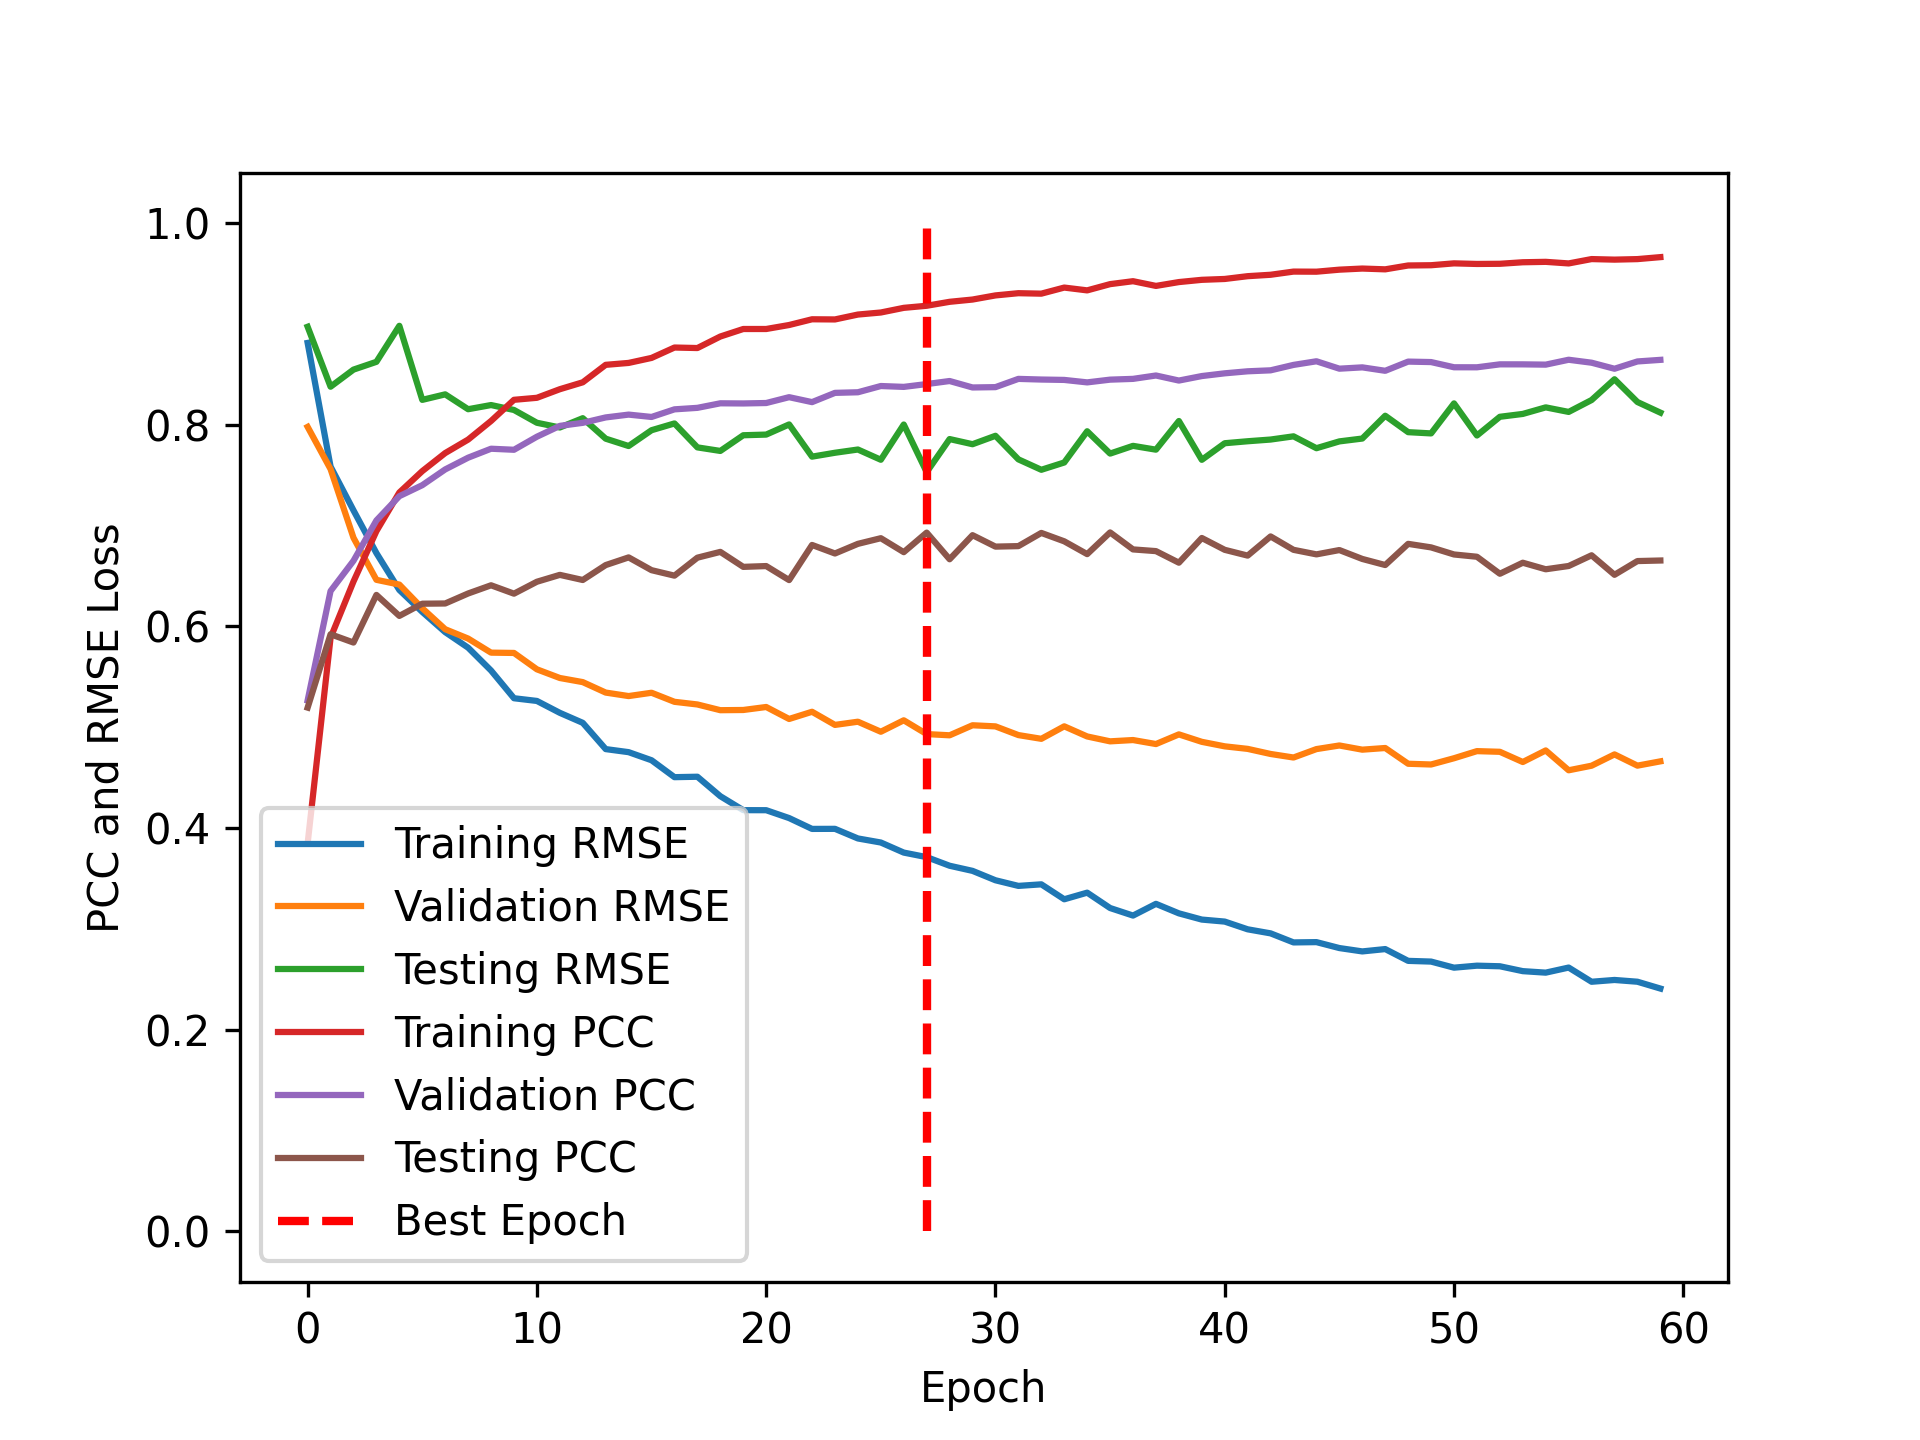 1.0
0.8
0.6
0.4
0.2
0.0
PCC and RMSE Loss
Training RMSE
Validation RMSE
Testing RMSE
Training PCC
Validation PCC
Testing PCC
Best Epoch
0 10 20 30 40 50 60
Epoch